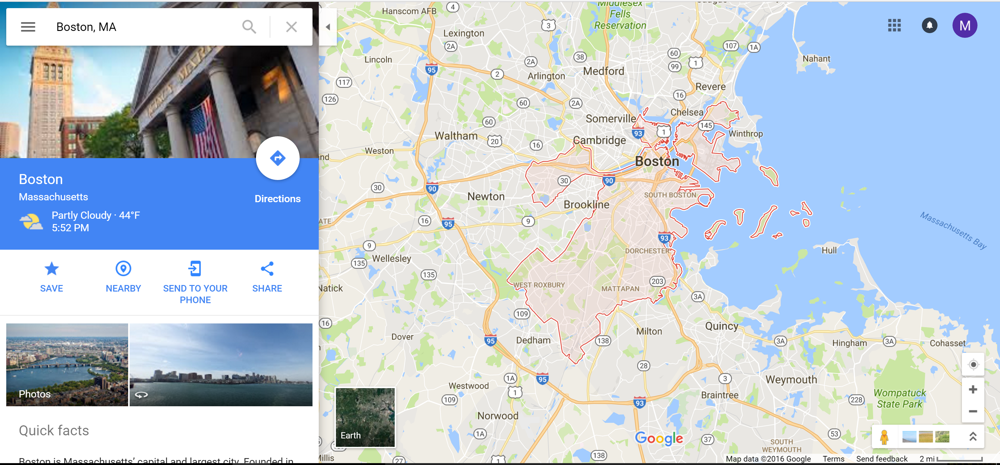 Boston, MA
QUINCY MARK
Boston
Massachusetts
Directions
Partly Cloudy · 44°F
5:52 PM
SAVE
NEARBY
SEND TO YOUR
PHONE
SHARE
Photos
Quick facts
Boston is Massachusetts’ capital and largest city. Founded in
Middlesex
Fells
Reservation
M
Hanscom AFB
4
3
Lexington
2A
107
1A
Lincoln
95
2A
38
60
99
1
Nahant
2
Arlington
Medford
117
Revere
126
60
2A
16
Chelsea
60
Somerville
145
Waltham
93
1
Winthrop
20
Cambridge
16
Weston
nd
Boston
30
90
90
30
Newton
SOUTH BOSTON
Brookline
ATE
16
95
9
Massachusetts Bay
93
9
Wellesley
DORCHESTER
Hull
135
135
203
Natick
WEST ROXBURY
MATTAPAN
3A
109
16
Quincy
Dover
95
Dedham
138
Milton
3A
Hingham
3A
Cohasset
28
1A
95
3
Weymouth
Westwood
1
109
93
Braintree
228
Wompatuck
State Park
Norwood
Earth
1A
Google
37
53
SOUTH
WEYMOUTH
Millis
27
1
138
Map data ©2016 Google
Terms
Send feedback
2 mi